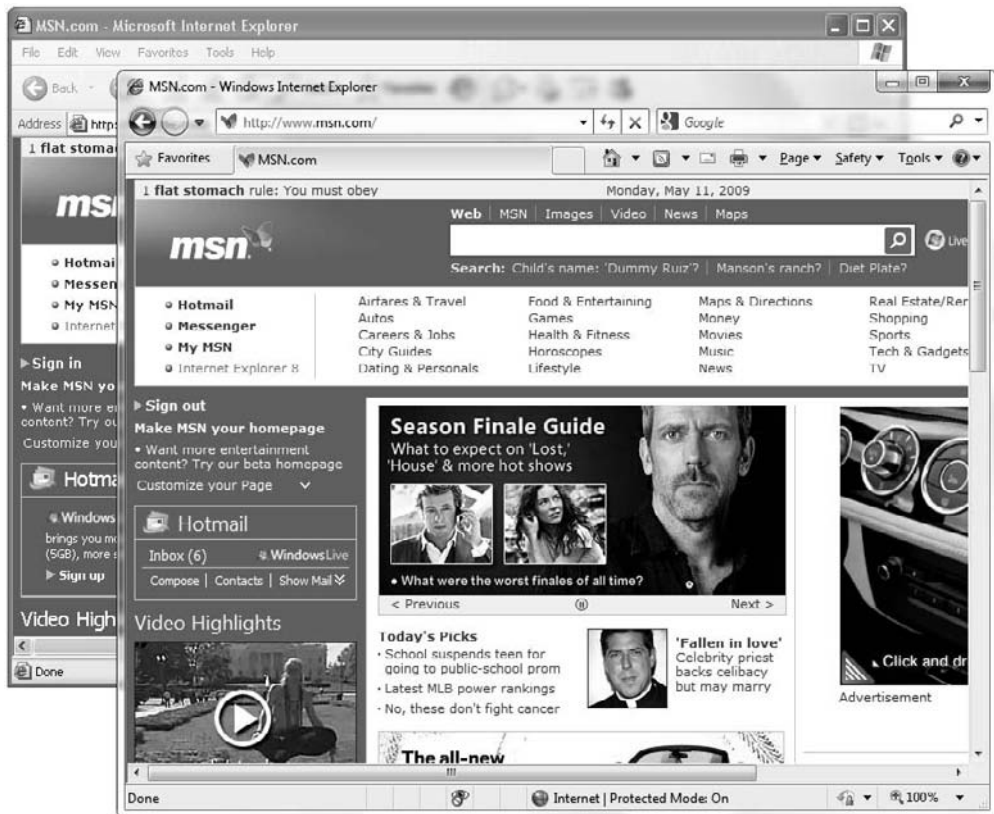 MSN.com - Microsoft Internet Explorer
File Edit View Favorites Tools Help
Back
Address http:
1 flat stoma
msn
Hotmai
Messen
My MSN
Internet
Sign in
Make MSN yo
• Want more en
content? Try ou
Customize you
Hotma
Windows
brings you mo
(5GB), more s
Sign up
Video High
Done
MSN.com - Windows Internet Explorer
http://www.msn.com/
Google
Favorites MSN.com
Page Safety Tools
1 flat stomach rule: You must obey Monday, May 11, 2009
Web | MSN | Images | Video | News | Maps
msn
Live
Search: Child's name: 'Dummy Ruiz'? | Manson's ranch? | Diet Plate?
Hotmail
Messenger
My MSN
Internet Explorer 8
Airfares & Travel
Autos
Careers & Jobs
City Guides
Dating & Personals
Food & Entertaining
Games
Health & Fitness
Horoscopes
Lifestyle
Maps & Directions
Money
Movies
Music
News
Real Estate/Ren
Shopping
Sports
Tech & Gadgets
TV
Sign out
Make MSN your homepage
• Want more entertainment
content? Try our beta homepage
Customize your Page
Hotmail
Inbox (6) WindowsLive
Compose | Contacts | Show Mail
Video Highlights
Season Finale Guide
What to expect on 'Lost,'
'House' & more hot shows
• What were the worst finales of all time?
< Previous Next >
Today's Picks
· School suspends teen for
going to public-school prom
· Latest MLB power rankings
· No, these don't fight cancer
'Fallen in love'
Celebrity priest
backs celibacy
but may marry
The all-new
Click and dr
Advertisement
Done Internet | Protected Mode: On 100%